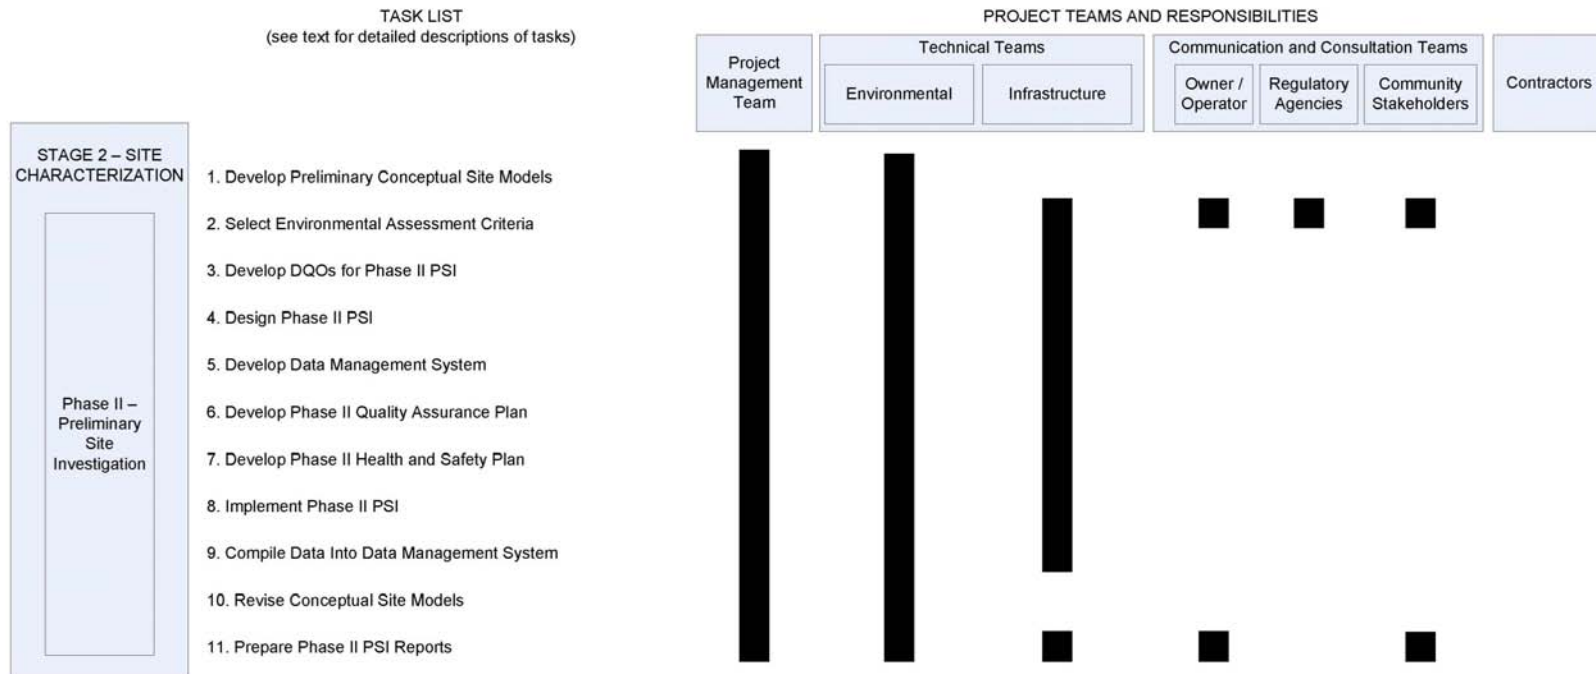 TASK LIST
(see text for detailed descriptions of tasks)
PROJECT TEAMS AND RESPONSIBILITIES
Project
Management
Team
Technical Teams
Environmental
Infrastructure
Communication and Consultation Teams
Owner /
Operator
Regulatory
Agencies
Community
Stakeholders
Contractors
STAGE 2 – SITE
CHARACTERIZATION
Phase II –
Preliminary
Site
Investigation
1. Develop Preliminary Conceptual Site Models
2. Select Environmental Assessment Criteria
3. Develop DQOs for Phase II PSI
4. Design Phase II PSI
5. Develop Data Management System
6. Develop Phase II Quality Assurance Plan
7. Develop Phase II Health and Safety Plan
8. Implement Phase II PSI
9. Compile Data Into Data Management System
10. Revise Conceptual Site Models
11. Prepare Phase II PSI Reports